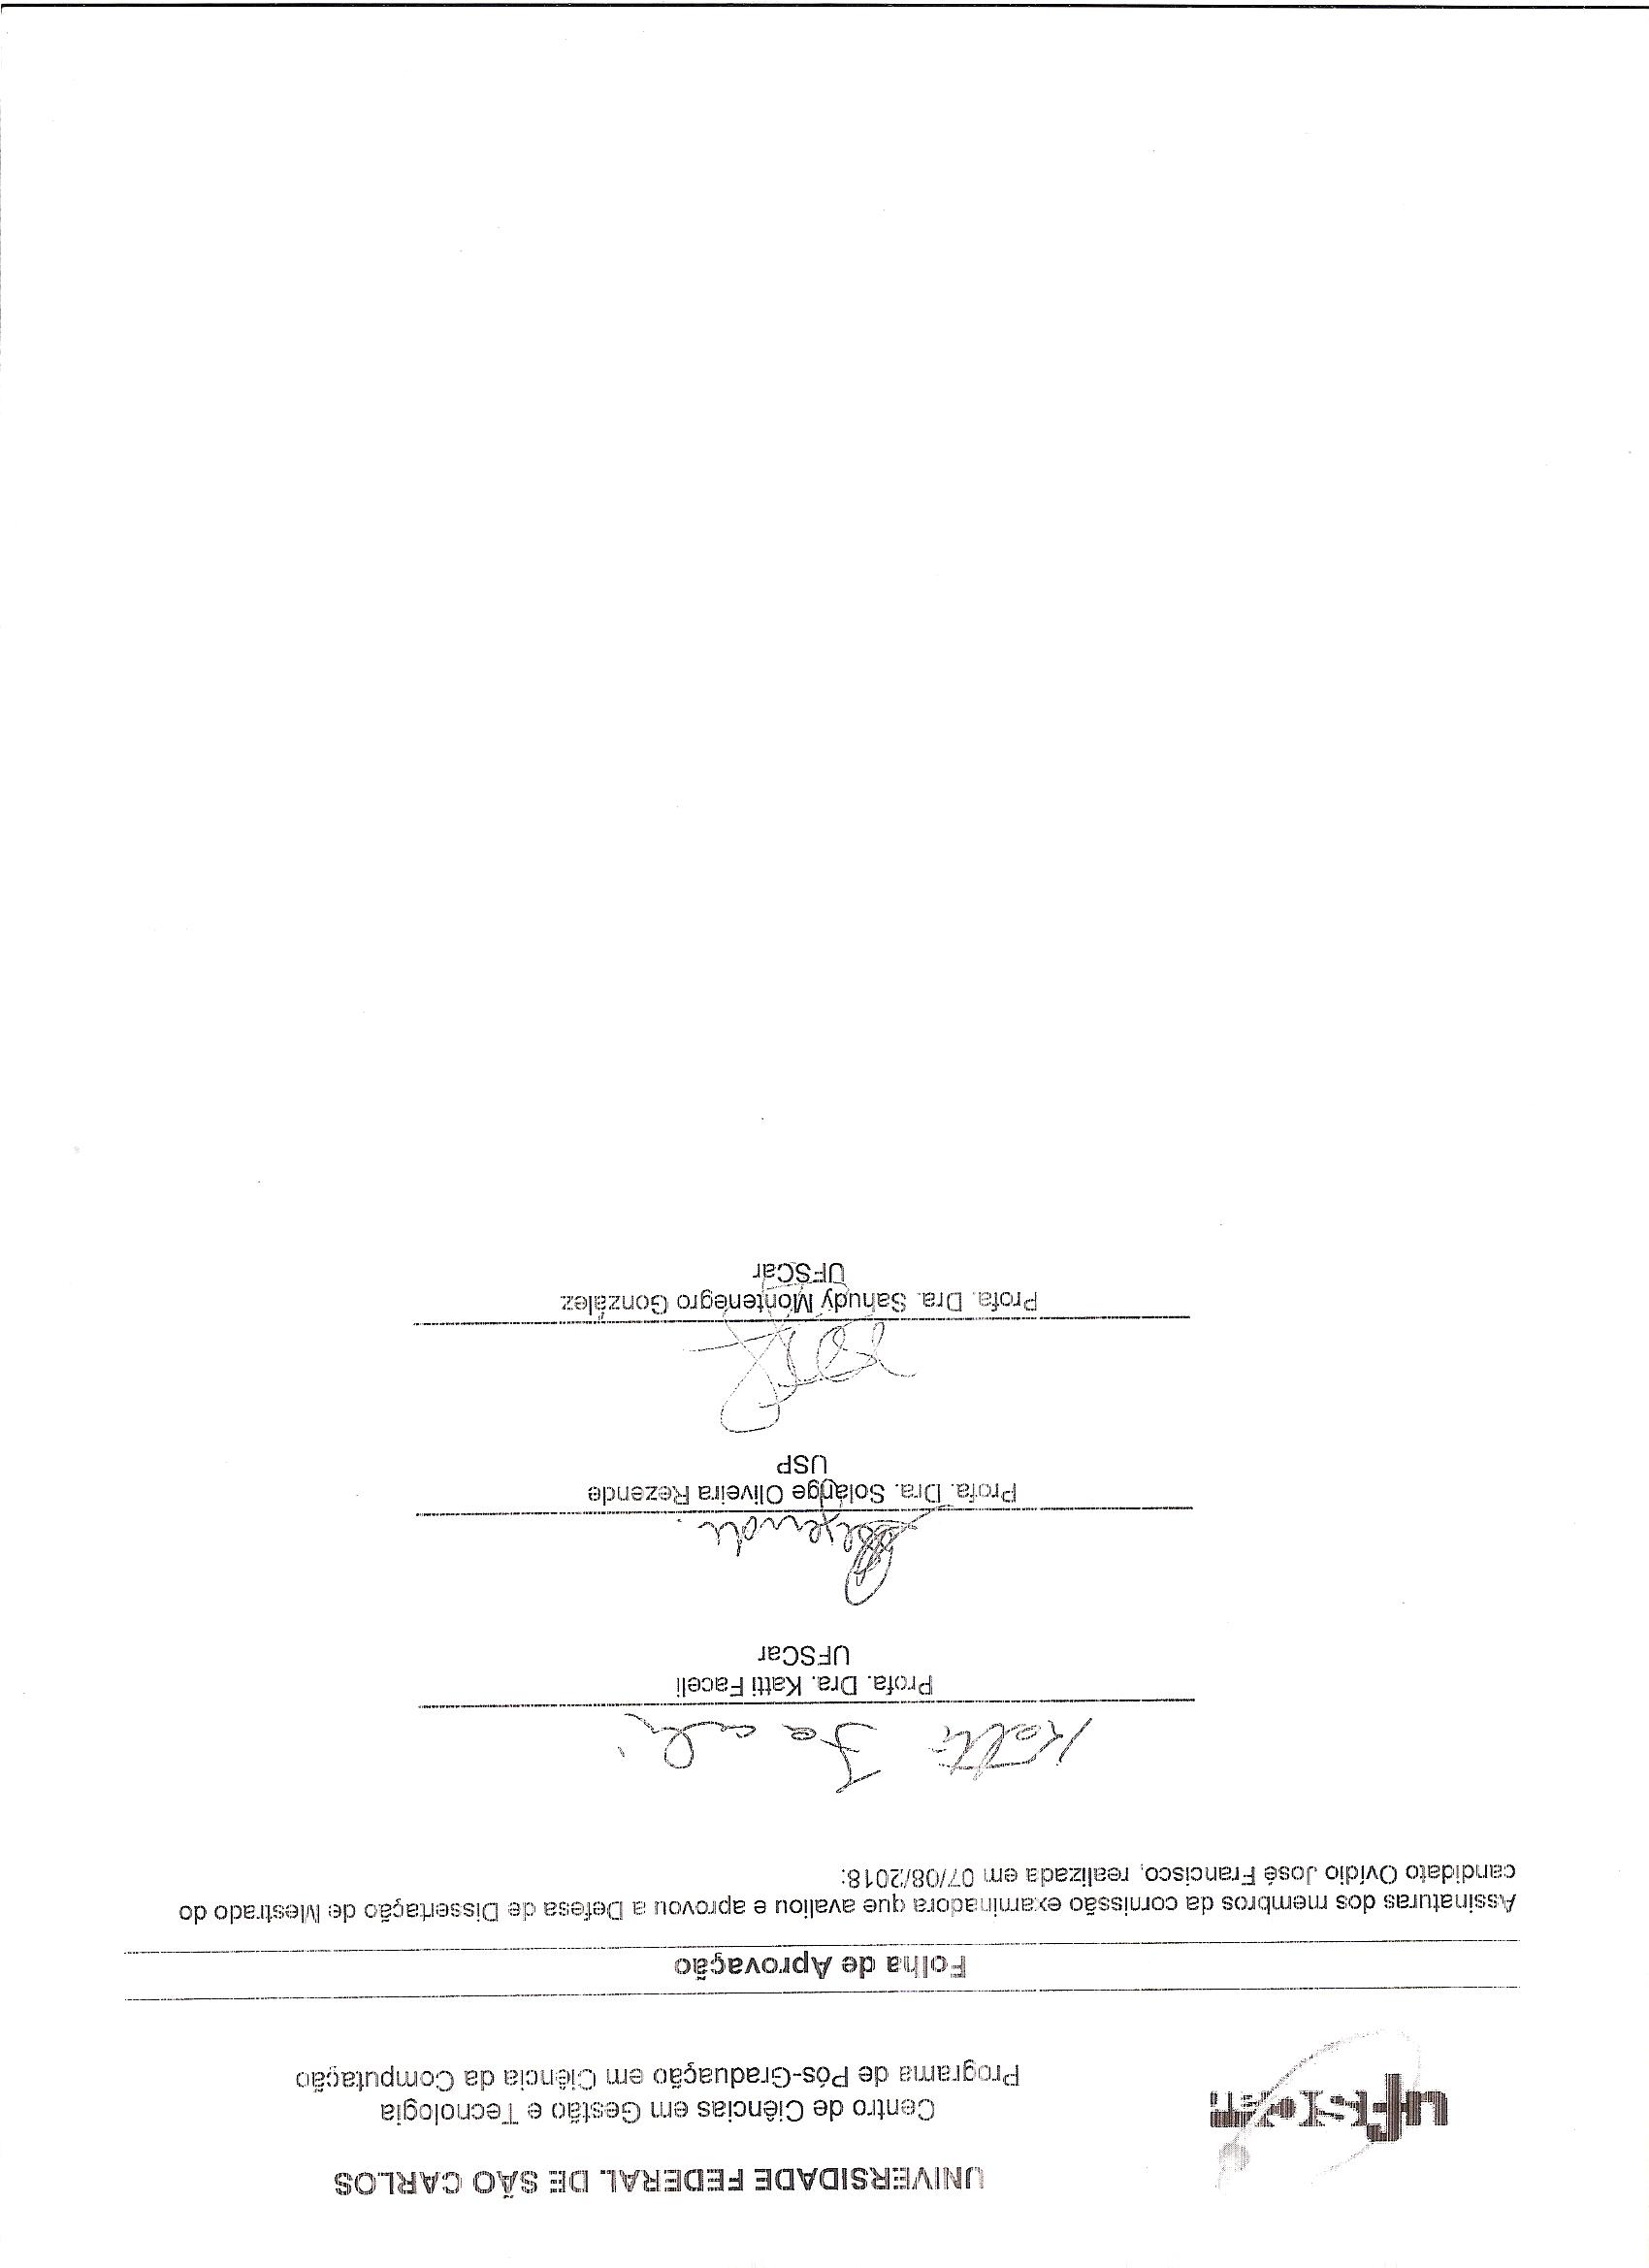 ufscar
UNIVERSIDADE FEDERAL DE SÃO CARLOS
Centro de Ciências em Gestão e Tecnologia
Programa de Pós-Graduação em Ciência da Computação
Folha de Aprovação
Assinaturas dos membros da comissão examinadora que avaliou e aprovou a Defesa de Dissertação de Mestrado do
candidato Ovídio José Francisco, realizada em 07/08/2018:
Katti Faceli
Profa. Dra. Katti Faceli
UFSCar
Rezende.
Profa. Dra. Solange Oliveira Rezende
USP
Profa. Dra. Sahudy Montenegro González
UFSCar